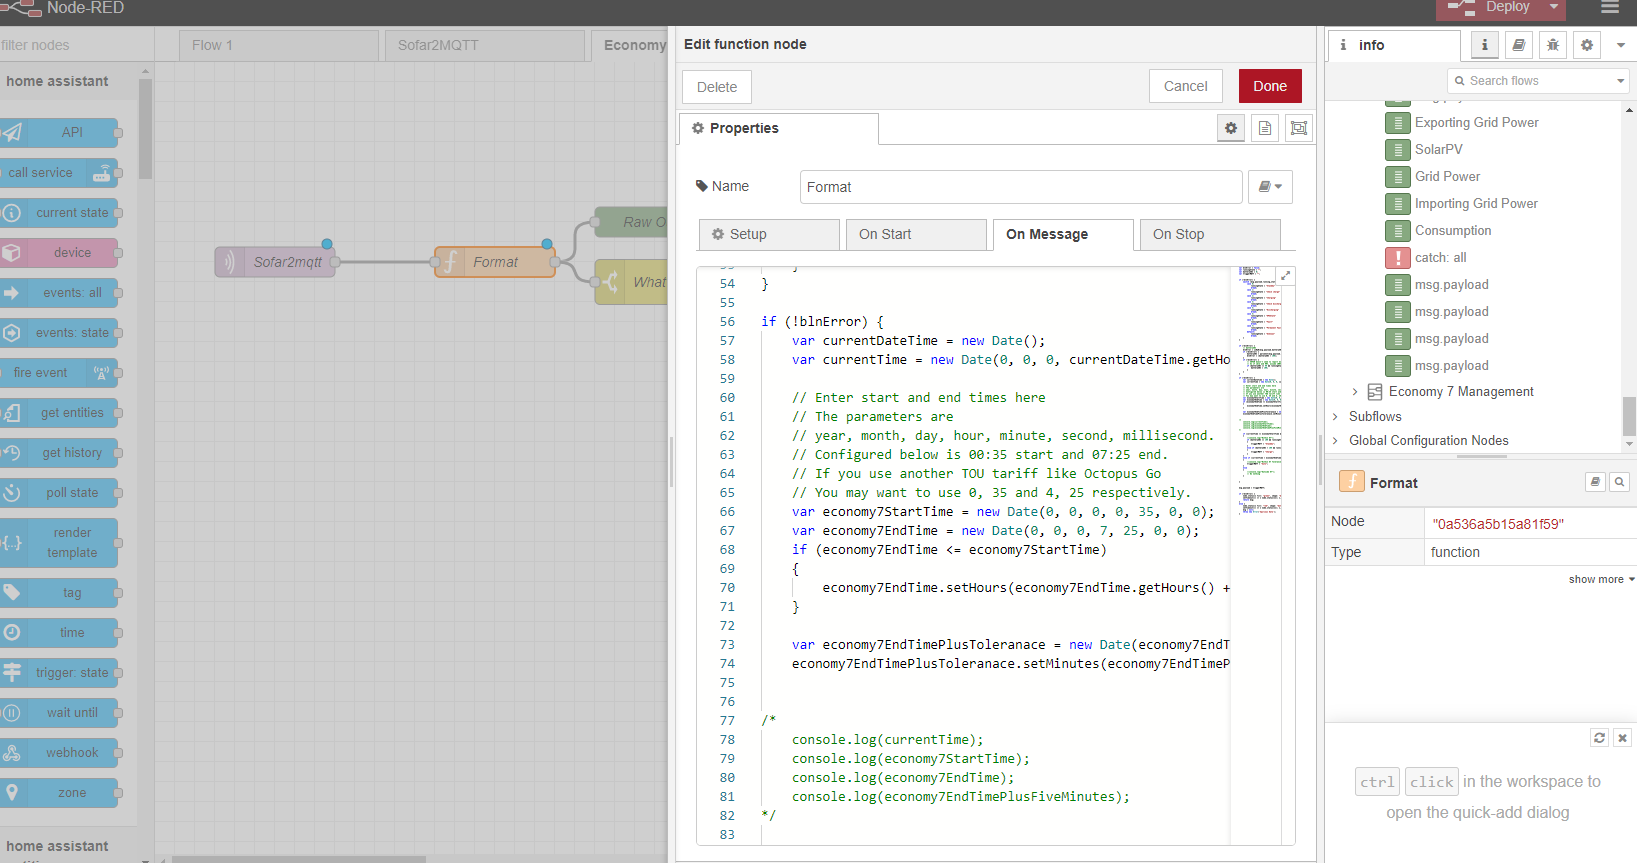 Node-RED
Deploy
filter nodes
Flow 1
Sofar2MQTT
Economy
Edit function node
info
home assistant
Delete
Cancel
Done
Search flows
API
call service
current state
device
events: all
events: state
fire event
get entities
get history
poll state
render
template
tag
time
trigger: state
wait until
webhook
zone
home assistant
Sofar2mqtt
Format
Raw O
What
Properties
Name
Format
Setup
On Start
On Message
On Stop
54 }
55
56 if (!blnError) {
57 var currentDateTime = new Date();
58 var currentTime = new Date(0, 0, 0, currentDateTime.getHo
59
60 // Enter start and end times here
61 // The parameters are
62 // year, month, day, hour, minute, second, millisecond.
63 // Configured below is 00:35 start and 07:25 end.
64 // If you use another TOU tariff like Octopus Go
65 // You may want to use 0, 35 and 4, 25 respectively.
66 var economy7StartTime = new Date(0, 0, 0, 0, 35, 0, 0);
67 var economy7EndTime = new Date(0, 0, 0, 7, 25, 0, 0);
68 if (economy7EndTime <= economy7StartTime)
69 {
70 economy7EndTime.setHours(economy7EndTime.getHours() +
71 }
72
73 var economy7EndTimePlusToleranace = new Date(economy7EndT
74 economy7EndTimePlusToleranace.setMinutes(economy7EndTimeP
75
76
77 /*
78 console.log(currentTime);
79 console.log(economy7StartTime);
80 console.log(economy7EndTime);
81 console.log(economy7EndTimePlusFiveMinutes);
82 */
83
Exporting Grid Power
SolarPV
Grid Power
Importing Grid Power
Consumption
catch: all
msg.payload
msg.payload
msg.payload
msg.payload
Economy 7 Management
Subflows
Global Configuration Nodes
Format
Node "0a536a5b15a81f59"
Type function
show more
ctrl click in the workspace to
open the quick-add dialog